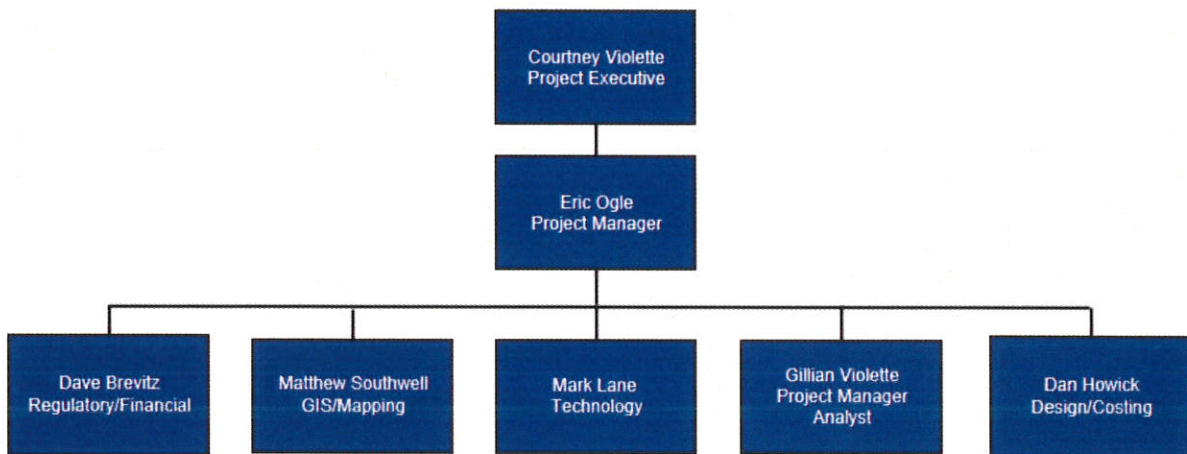 Courtney Violette
Project Executive
Eric Ogle
Project Manager
Dave Brevitz
Regulatory/Financial
Matthew Southwell
GIS/Mapping
Mark Lane
Technology
Gillian Violette
Project Manager
Analyst
Dan Howick
Design/Costing